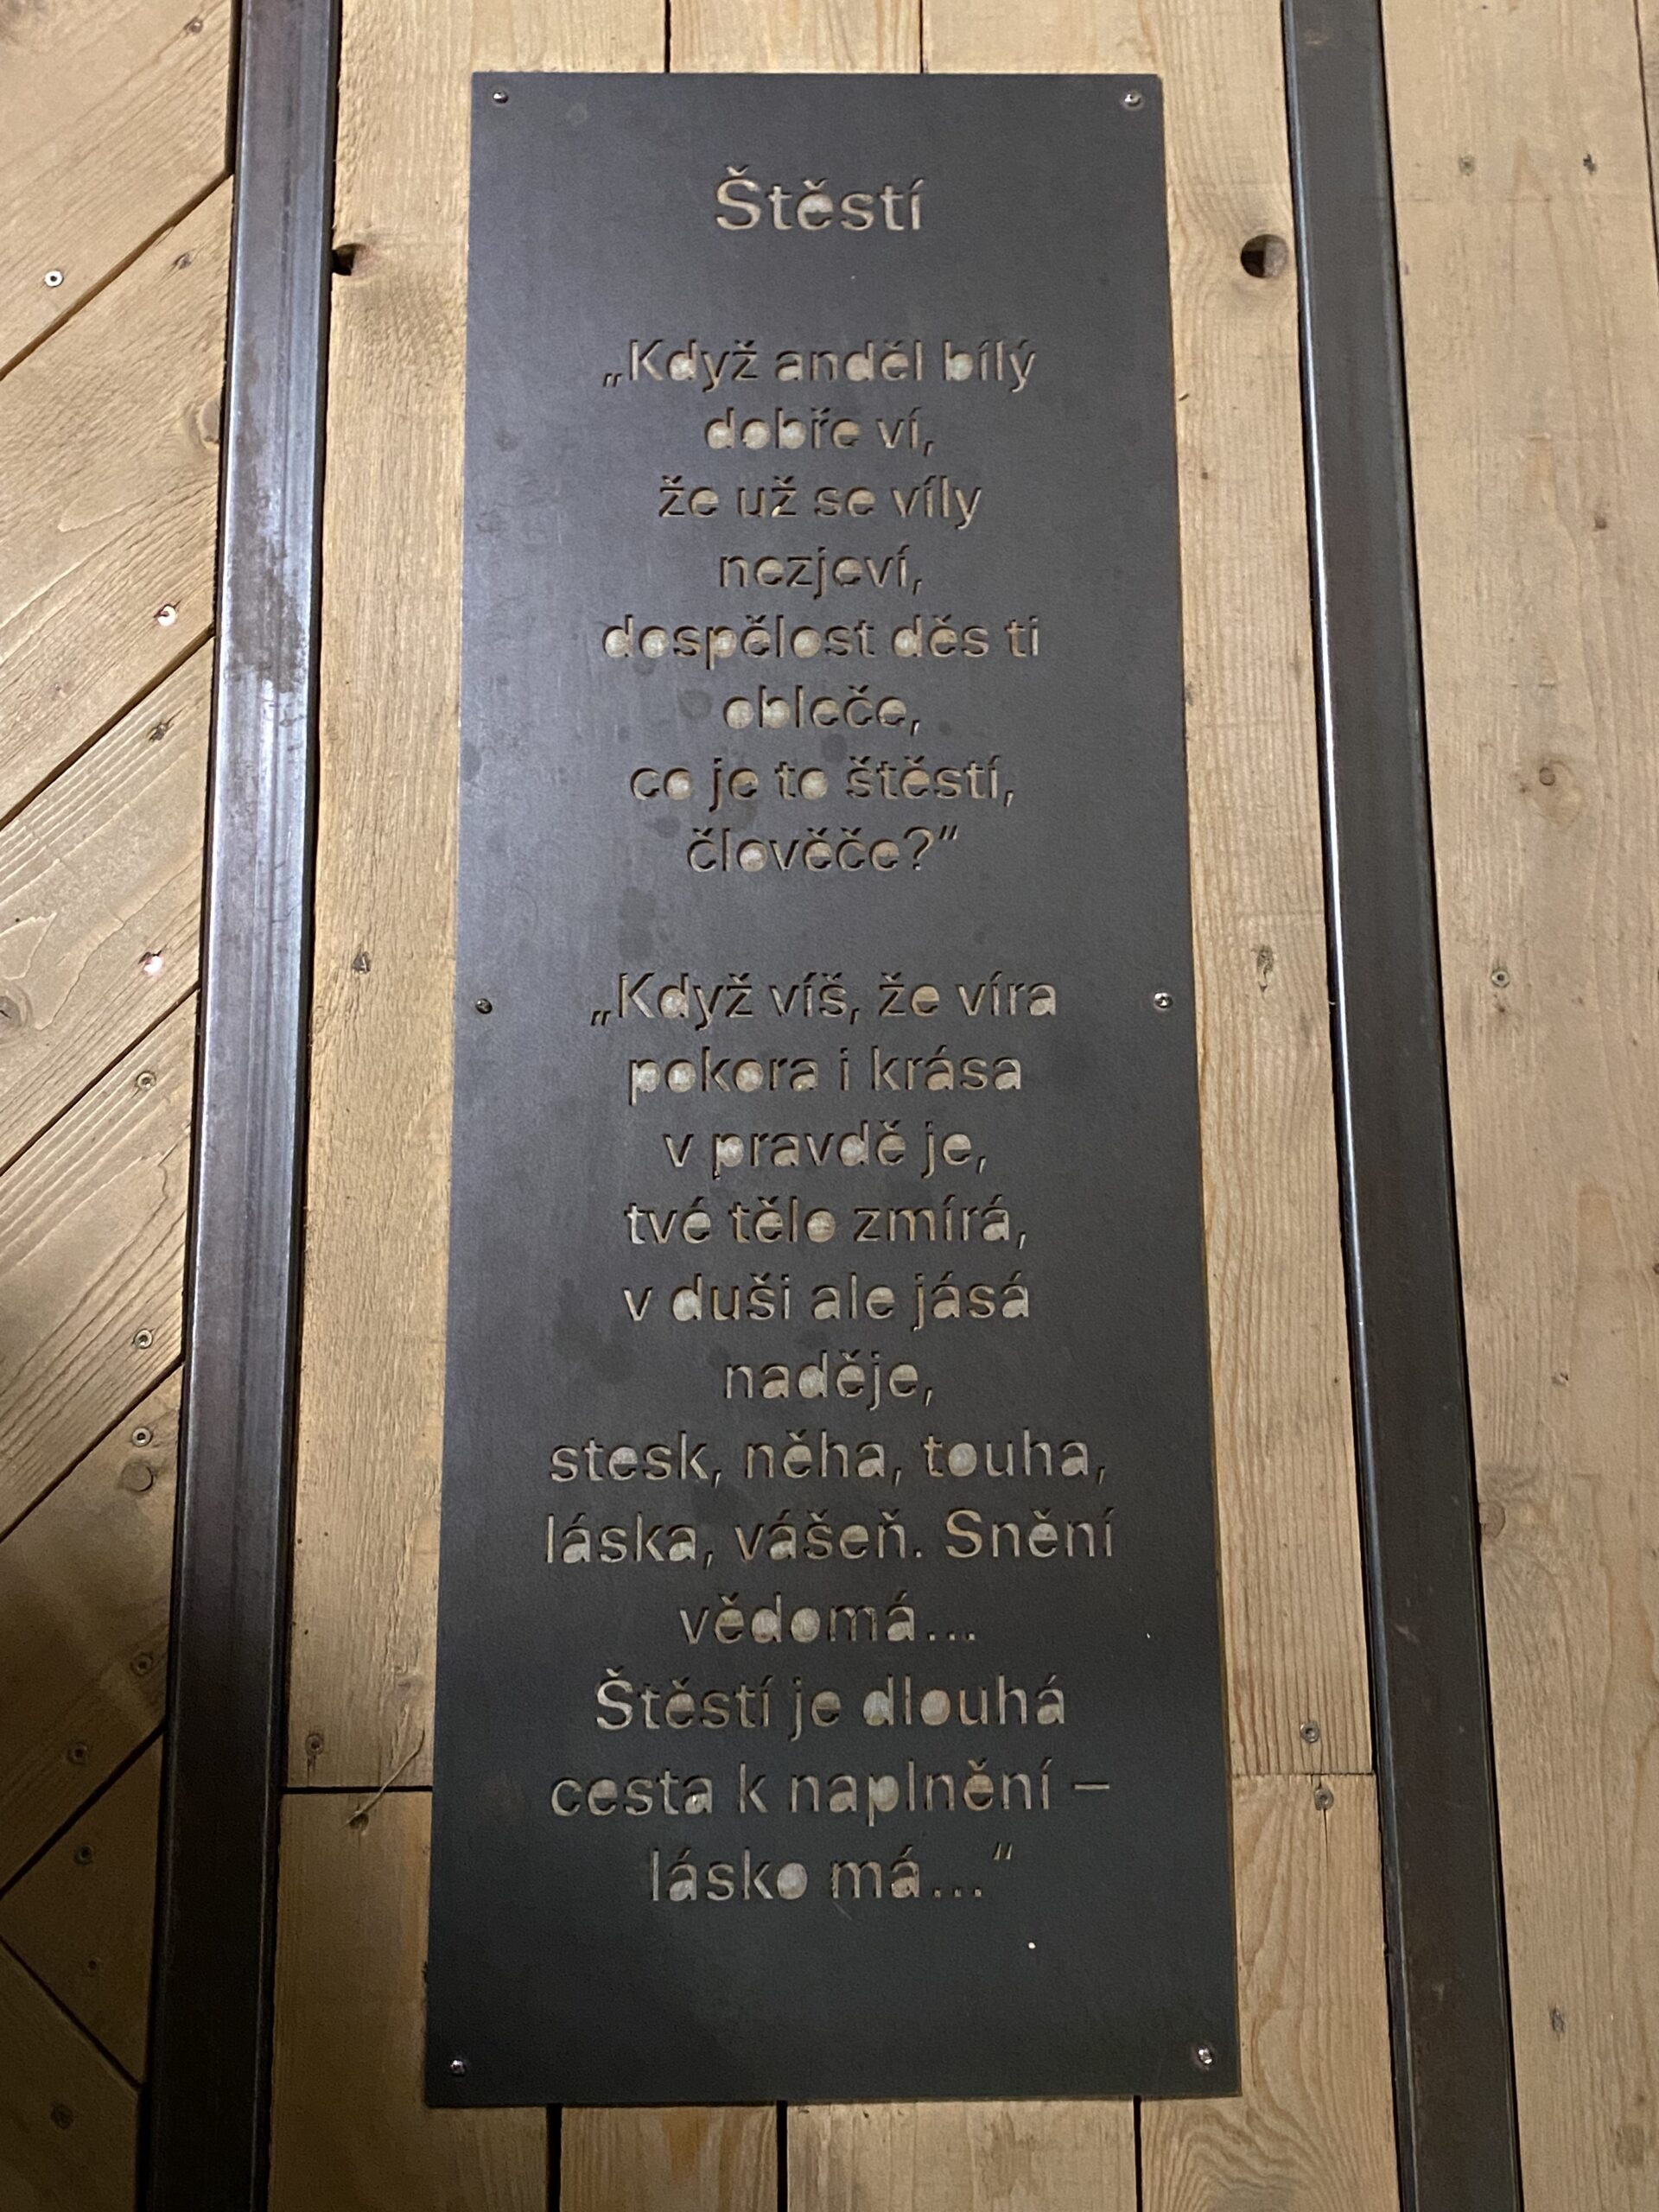 Štěstí
„Když anděl bílý
dobře ví,
že už se víly
nezjeví,
dospělost děs ti
obleče,
co je to štěstí,
člověče?“
„Když víš, že víra
pokora i krása
v pravdě je,
tvé tělo zmírá,
v duši ale jásá
naděje,
stesk, něha, touha,
láska, vášeň. Snění
vědomá...
Štěstí je dlouhá
cesta k naplnění –
lásko má...“